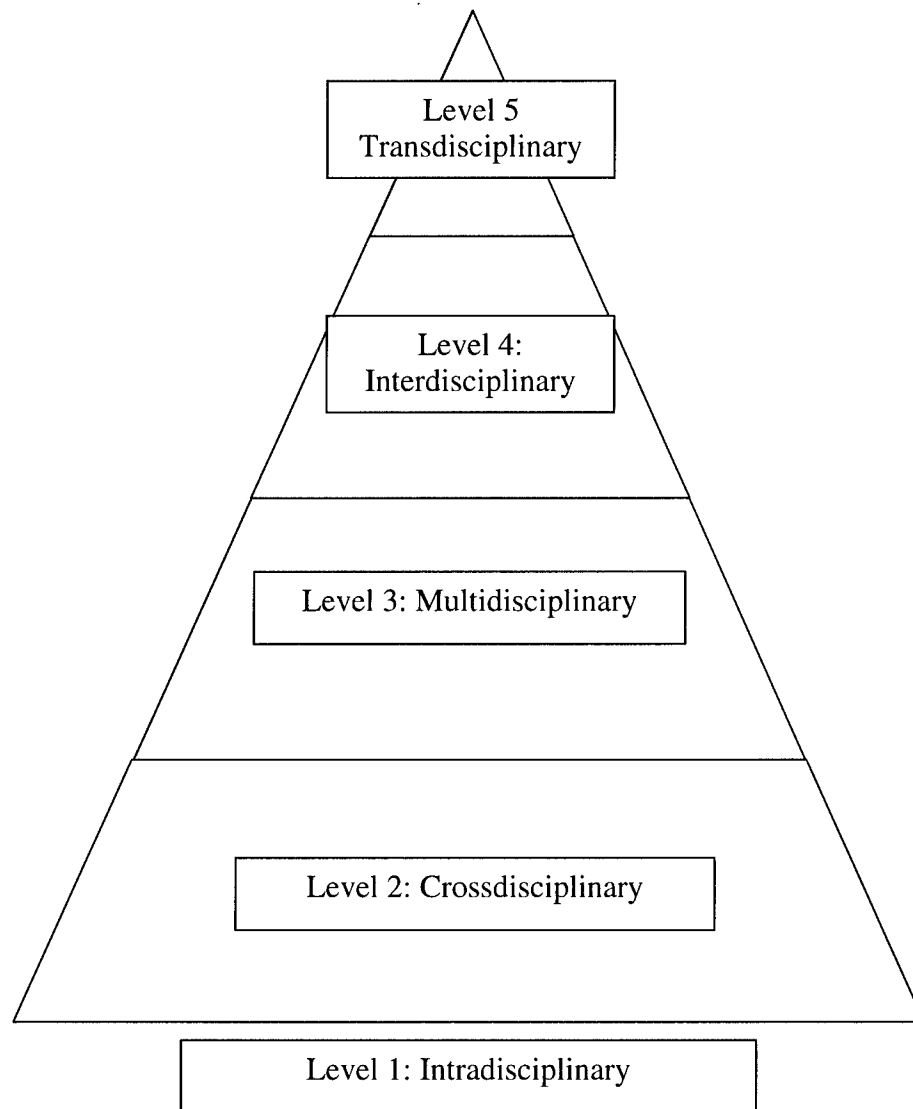 Level 5
Transdisciplinary
Level 4:
Interdisciplinary
Level 3: Multidisciplinary
Level 2: Crossdisciplinary
Level 1: Intradisciplinary